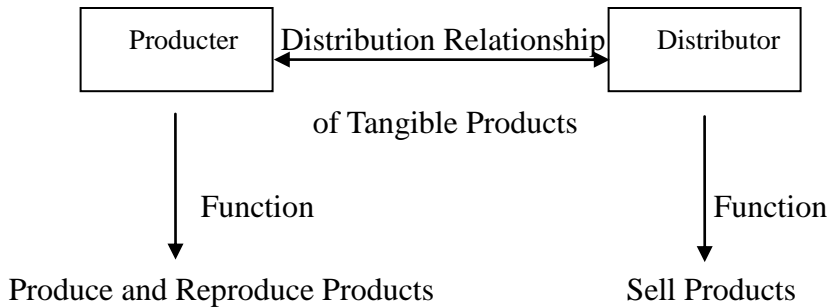 Producter
Distribution Relationship
Distributor
of Tangible Products
Function
Function
Produce and Reproduce Products
Sell Products